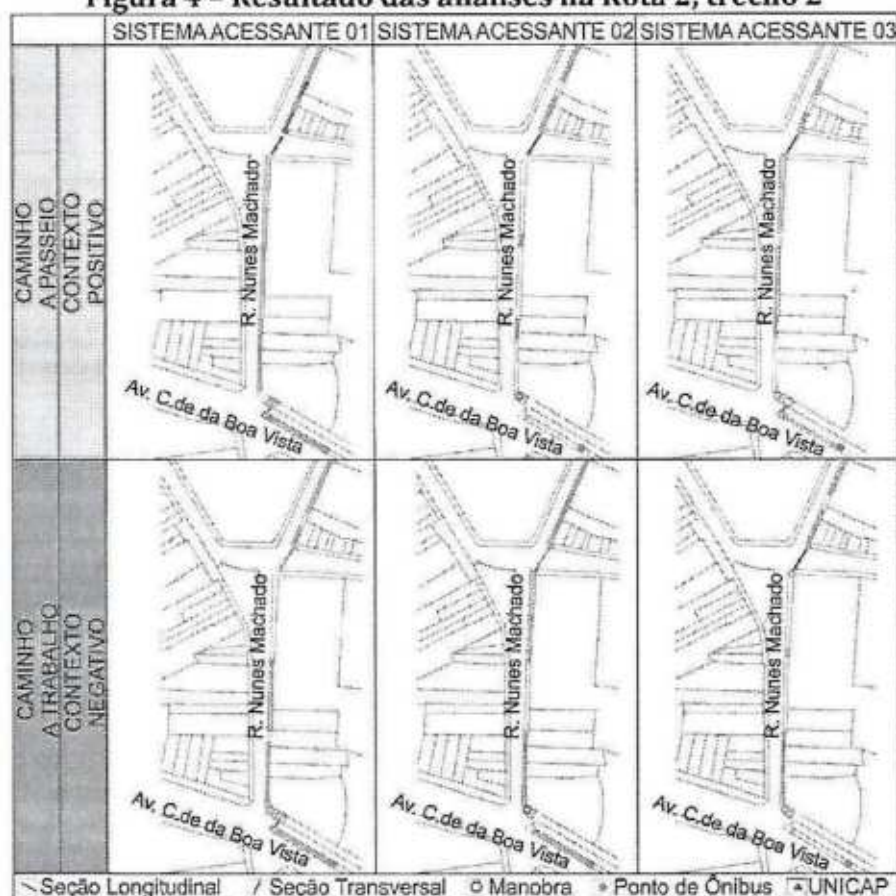 Figura 4 – Resultado das análises na Rota 2, trecho 2
SISTEMA ACESSANTE 01 SISTEMA ACESSANTE 02 SISTEMA ACESSANTE 03
CAMINHO
A PASSEIO
CONTEXTO
POSITIVO
R. Nunes Machado
Av. C.de da Boa Vista
R. Nunes Machado
Av. C.de da Boa Vista
R. Nunes Machado
Av. C.de da Boa Vista
CAMINHO
A TRABALHO
CONTEXTO
NEGATIVO
R. Nunes Machado
Av. C.de da Boa Vista
R. Nunes Machado
Av. C.de da Boa Vista
R. Nunes Machado
Av. C.de da Boa Vista
Seção Longitudinal Seção Transversal Manobra Ponto de Ônibus UNICAP